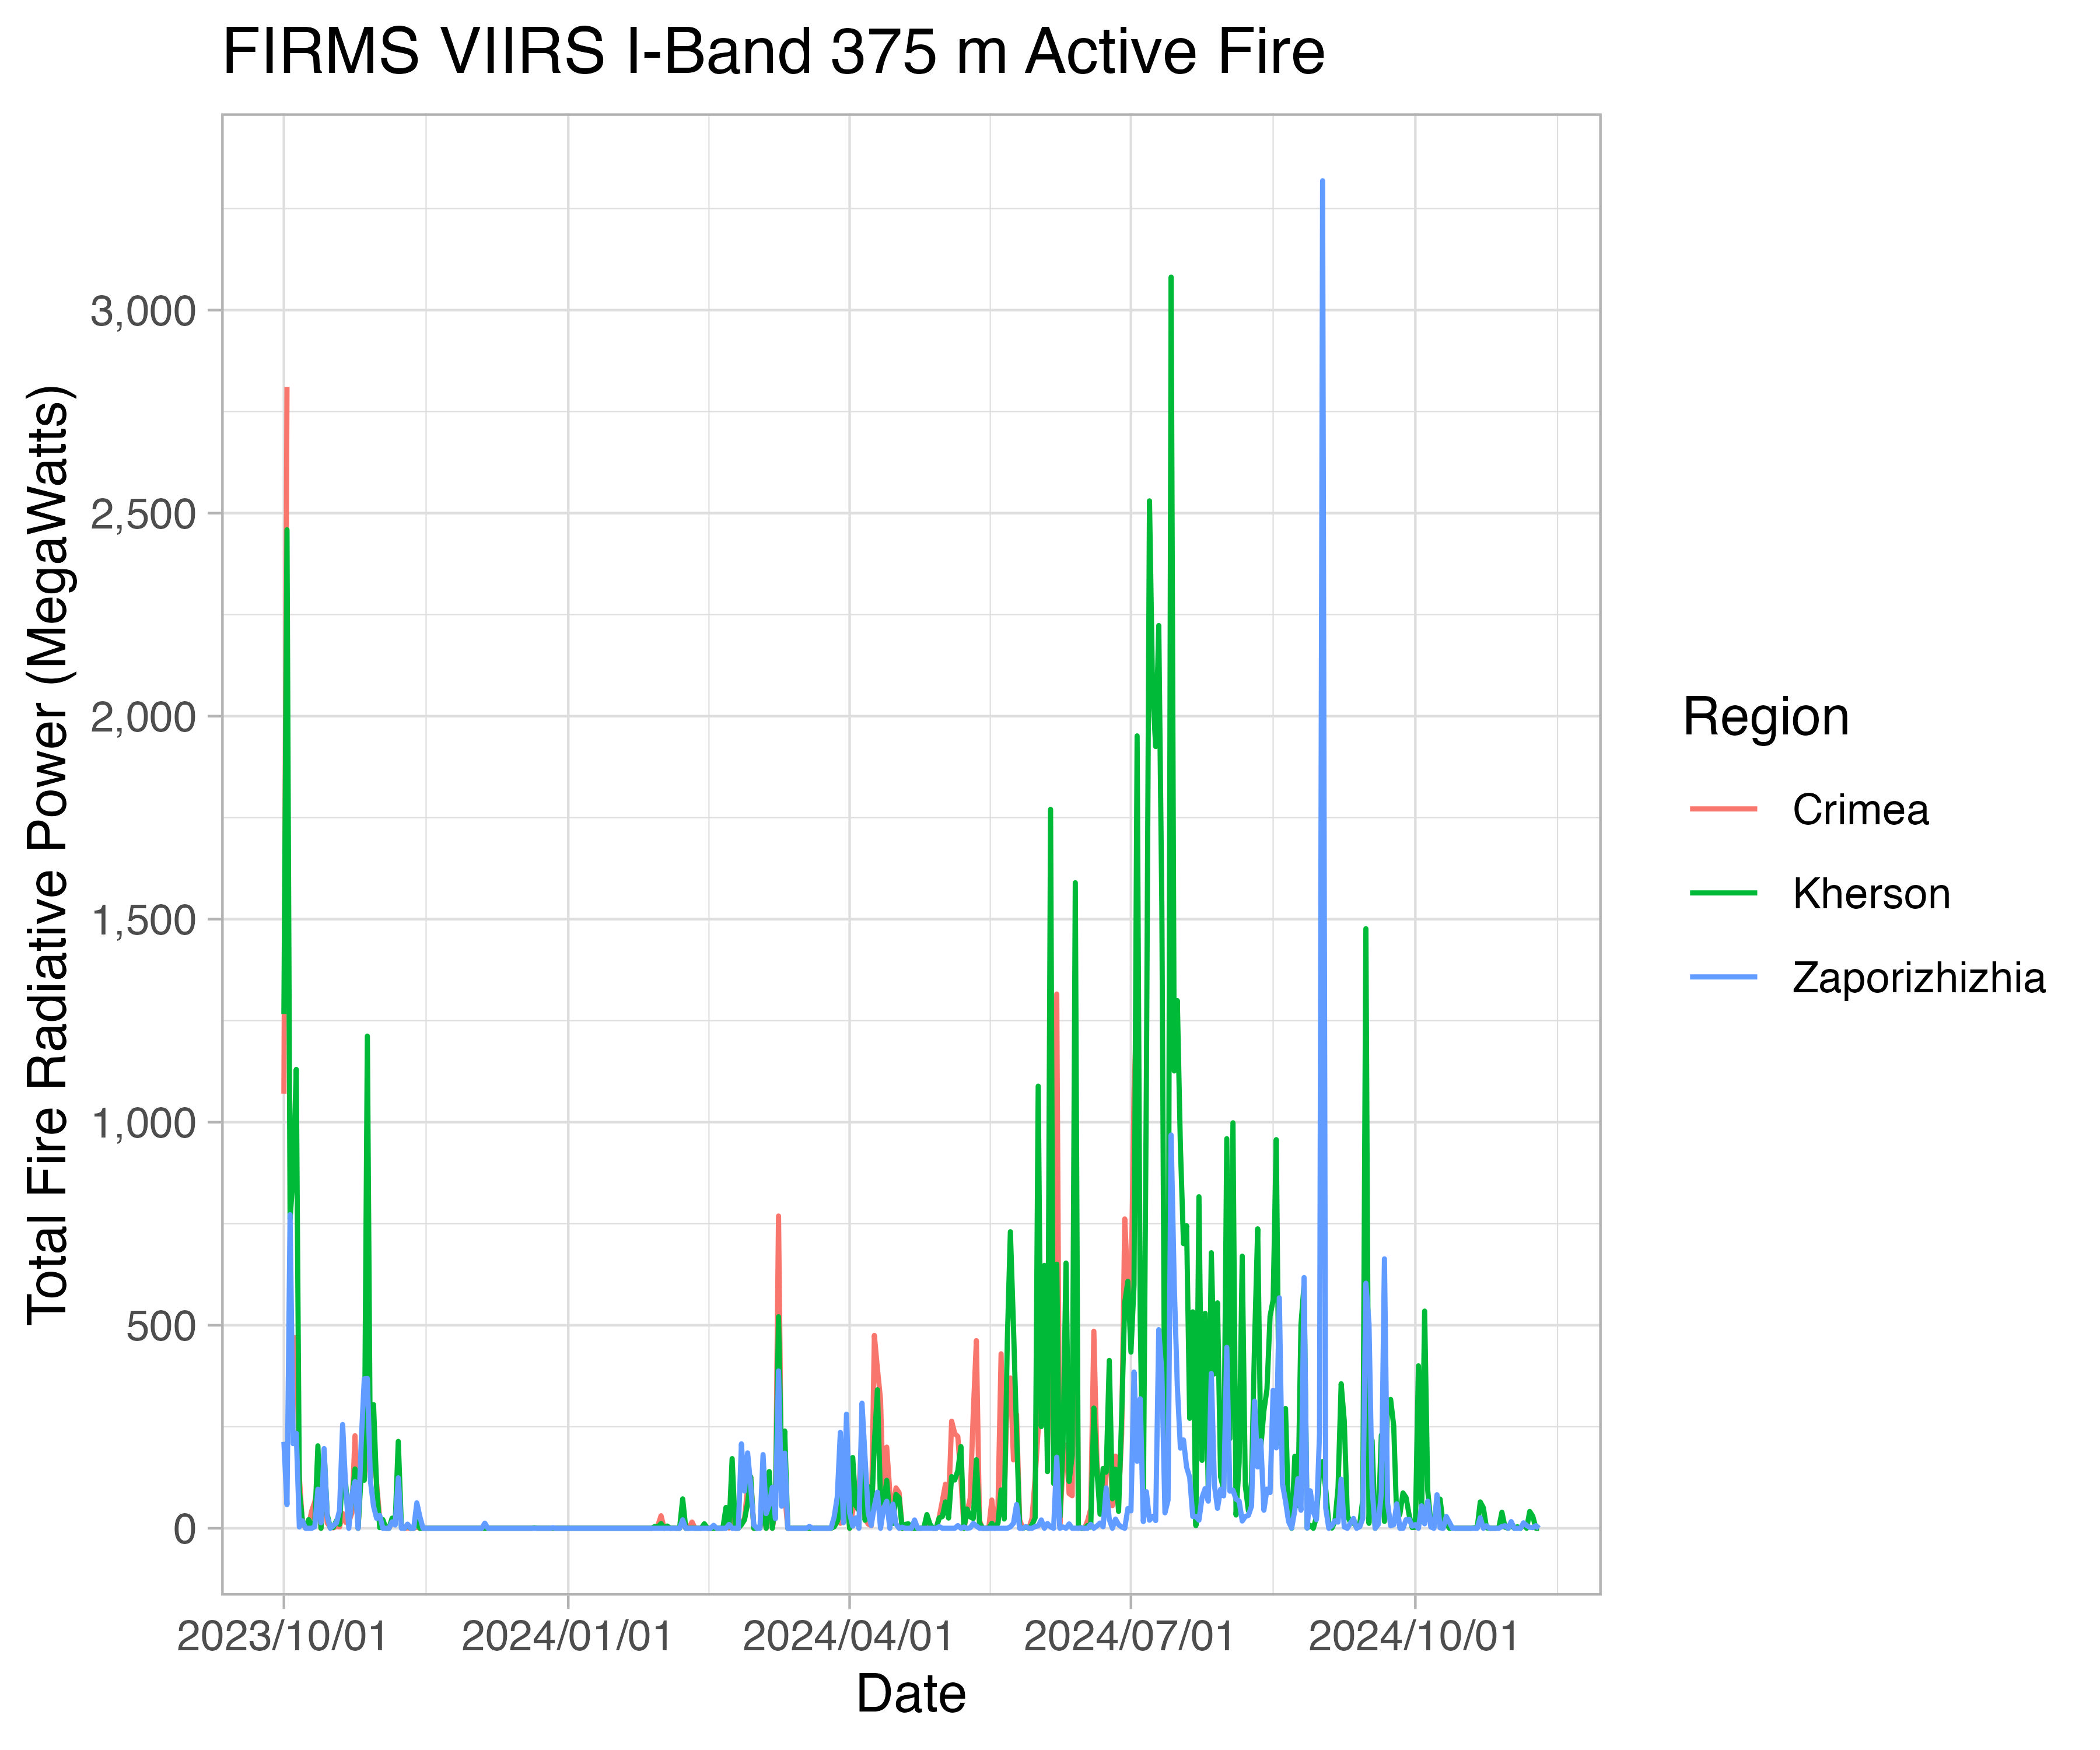 FIRMS VIIRS I-Band 375 m Active Fire
Total Fire Radiative Power (MegaWatts)
3,000
2,500
2,000
1,500
1,000
500
0
2023/10/01
2024/01/01
2024/04/01
2024/07/01
2024/10/01
Date
Region
Crimea
Kherson
Zaporizhizhia